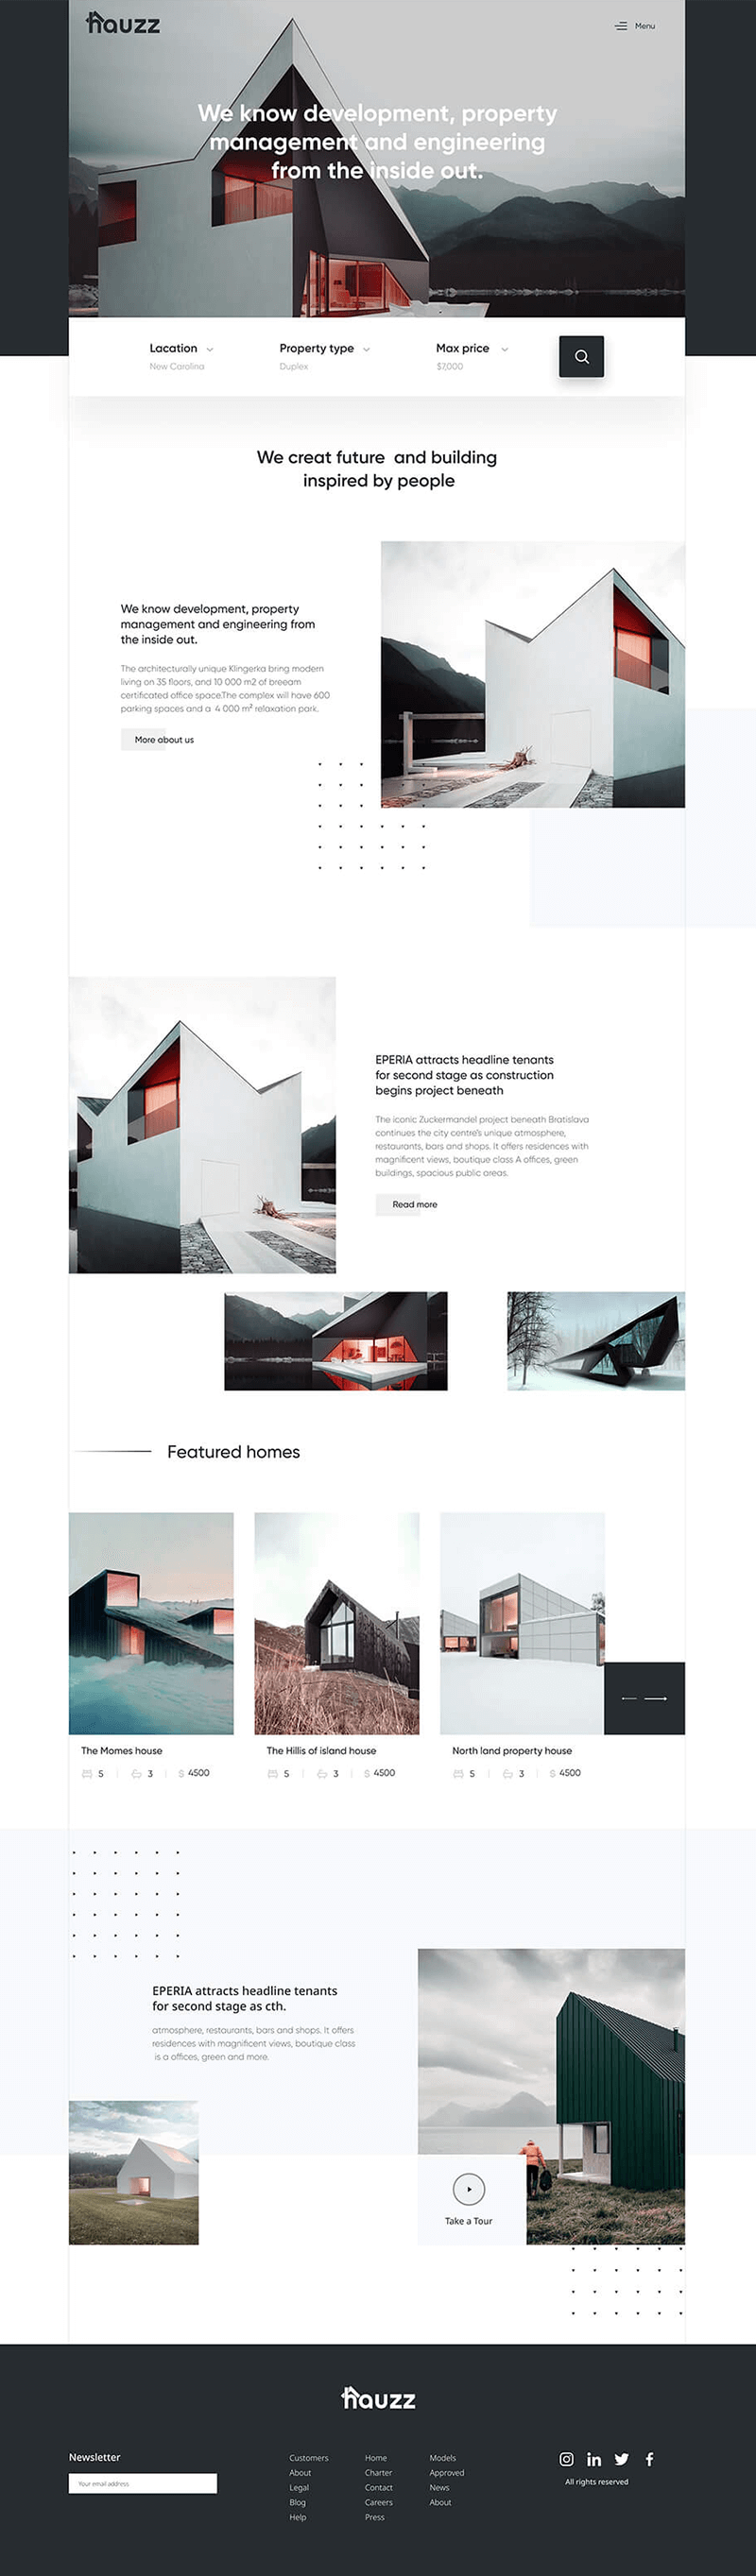 hauzz
Menu
We know development, property
management and engineering
from the inside out.
Lacation
New Carolina
Property type
Duplex
Max price
$7,000
We creat future and building
inspired by people
We know development, property
management and engineering from
the inside out.
The architecturally unique Klingerka bring modern
living on 35 floors, and 10 000 m2 of breeam
certificated office space.The complex will have 600
parking spaces and a 4 000 m² relaxation park.
More about us
EPERIA attracts headline tenants
for second stage as construction
begins project beneath
The iconic Zuckermandel project beneath Bratislava
continues the city centre's unique atmosphere,
restaurants, bars and shops. It offers residences with
magnificent views, boutique class A offices, green
buildings, spacious public areas.
Read more
Featured homes
The Momes house
5 | 3 | $ 4500
The Hillis of island house
5 | 3 | $ 4500
North land property house
5 | 3 | $ 4500
EPERIA attracts headline tenants
for second stage as cth.
atmosphere, restaurants, bars and shops. It offers
residences with magnificent views, boutique class
is a offices, green and more.
Take a Tour
hauzz
Newsletter
Your email address
Customers
About
Legal
Blog
Help
Home
Charter
Contact
Careers
Press
Models
Approved
News
About
All rights reserved